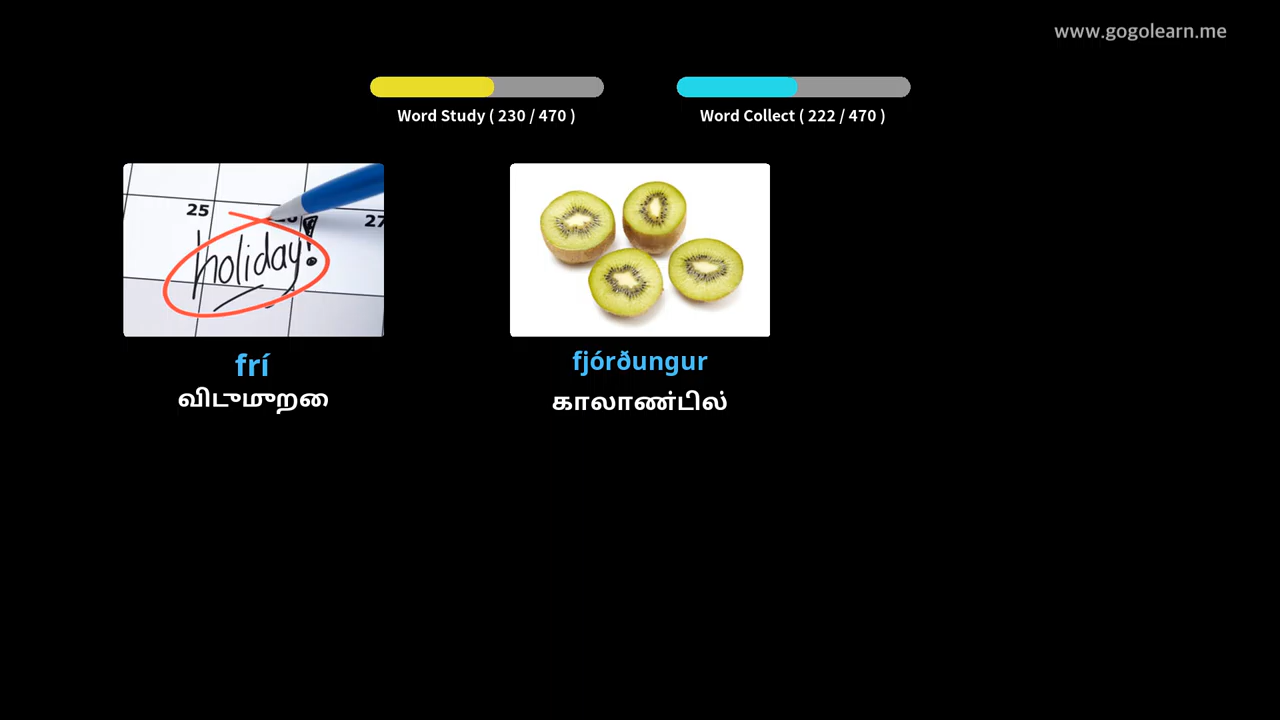 www.gogolearn.me
Word Study ( 230 / 470 )
Word Collect ( 222 / 470 )
25
27
holiday!
frí
விடுமுறை
fjórðungur
காலாண்டில்